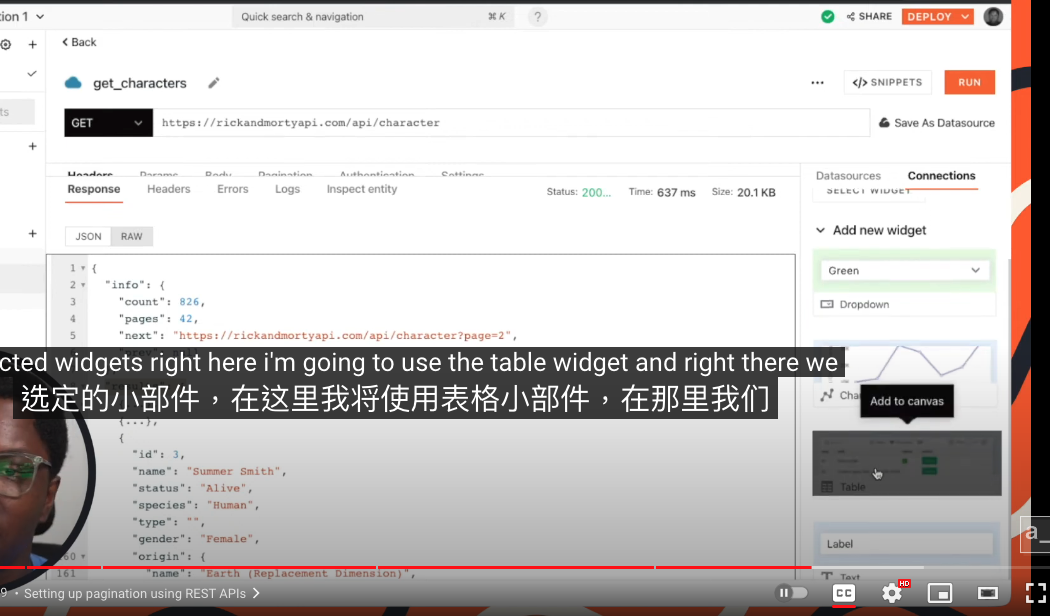 tion 1
Quick search & navigation
⌘ K
?
SHARE
DEPLOY
Back
get_characters
SNIPPETS
RUN
GET
https://rickandmortyapi.com/api/character
Save As Datasource
ts
Headers Params Body Pagination Authentication Settings
Response Headers Errors Logs Inspect entity
Status: 200... Time: 637 ms Size: 20.1 KB
Datasources Connections
SELECT WIDGET
JSON RAW
Add new widget
Green
Dropdown
1 {
2 "info": {
3 "count": 826,
4 "pages": 42,
5 "next": "https://rickandmortyapi.com/api/character?page=2",
cted widgets right here i'm going to use the table widget and right there we
选定的小部件，在这里我将使用表格小部件，在那里我们
{...},
{
"id": 3,
"name": "Summer Smith",
"status": "Alive",
"species": "Human",
"type": "",
"gender": "Female",
60 "origin": {
161 "name": "Earth (Replacement Dimension)",
Cha
Add to canvas
Table
Label
Text
a_
9 • Setting up pagination using REST APIs
CC
HD